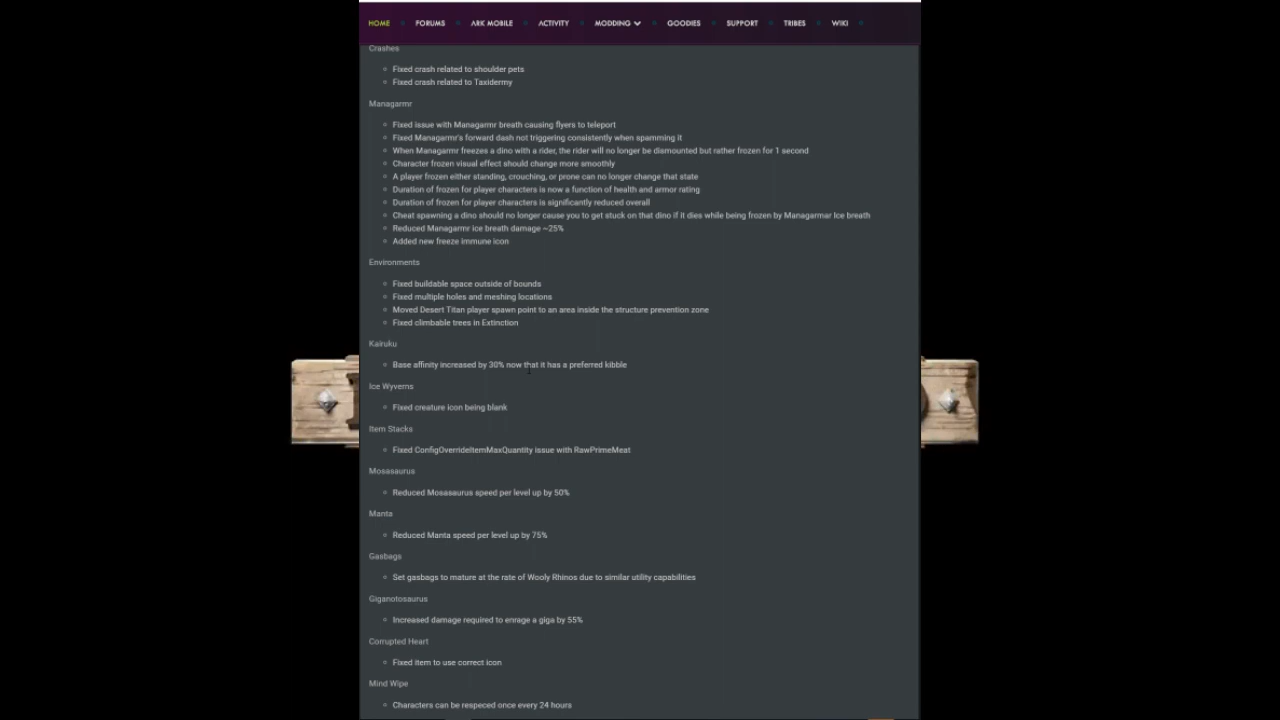 HOME FORUMS ARK MOBILE ACTIVITY MODDING GOODIES SUPPORT TRIBES WIKI
Crashes
Fixed crash related to shoulder pets
Fixed crash related to Taxidermy
Managarmr
Fixed issue with Managarmr breath causing flyers to teleport
Fixed Managarmr's forward dash not triggering consistently when spamming it
When Managarmr freezes a dino with a rider, the rider will no longer be dismounted but rather frozen for 1 second
Character frozen visual effect should change more smoothly
A player frozen either standing, crouching, or prone can no longer change that state
Duration of frozen for player characters is now a function of health and armor rating
Duration of frozen for player characters is significantly reduced overall
Cheat spawning a dino should no longer cause you to get stuck on that dino if it dies while being frozen by Managarmar Ice breath
Reduced Managarmr ice breath damage ~25%
Added new freeze immune icon
Environments
Fixed buildable space outside of bounds
Fixed multiple holes and meshing locations
Moved Desert Titan player spawn point to an area inside the structure prevention zone
Fixed climbable trees in Extinction
Kairuku
Base affinity increased by 30% now that it has a preferred kibble
Ice Wyverns
Fixed creature icon being blank
Item Stacks
Fixed ConfigOverrideItemMaxQuantity issue with RawPrimeMeat
Mosasaurus
Reduced Mosasaurus speed per level up by 50%
Manta
Reduced Manta speed per level up by 75%
Gasbags
Set gasbags to mature at the rate of Wooly Rhinos due to similar utility capabilities
Giganotosaurus
Increased damage required to enrage a giga by 55%
Corrupted Heart
Fixed item to use correct icon
Mind Wipe
Characters can be respeced once every 24 hours